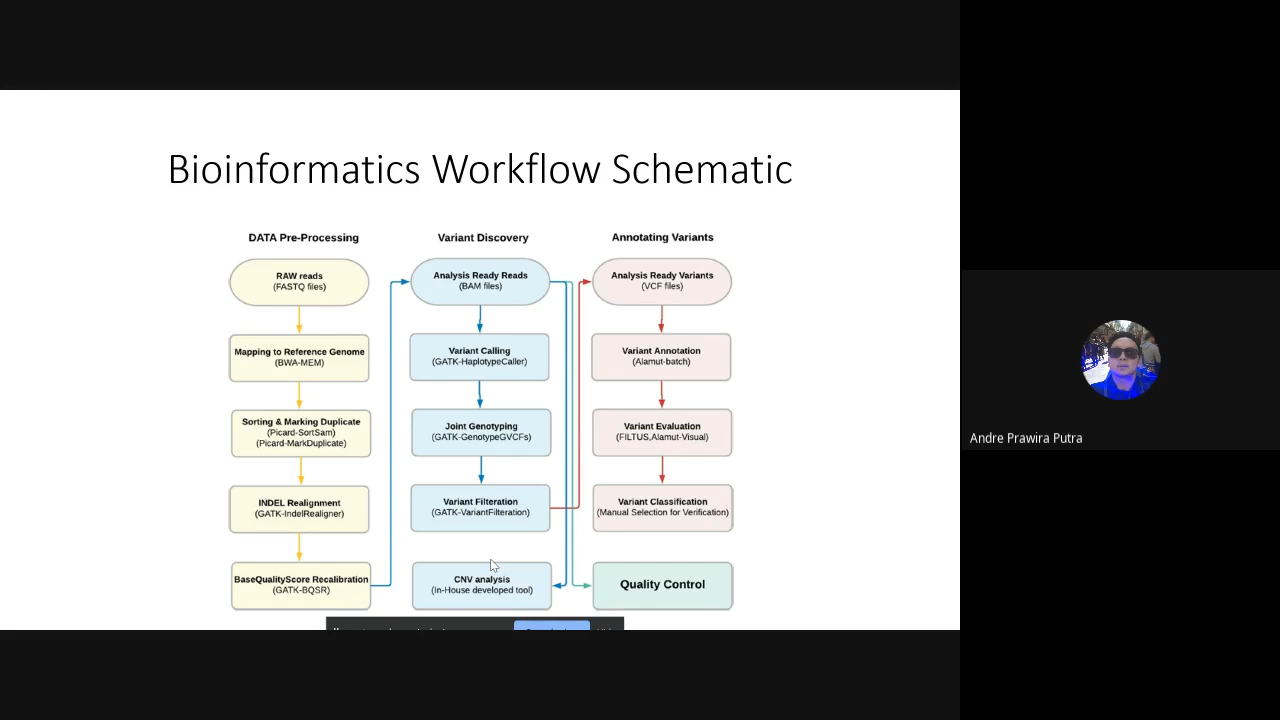 Bioinformatics Workflow Schematic
DATA Pre-Processing
RAW reads
(FASTQ files)
Mapping to Reference Genome
(BWA-MEM)
Sorting & Marking Duplicate
(Picard-SortSam)
(Picard-MarkDuplicate)
INDEL Realignment
(GATK-IndelRealigner)
BaseQualityScore Recalibration
(GATK-BQSR)
Variant Discovery
Analysis Ready Reads
(BAM files)
Variant Calling
(GATK-HaplotypeCaller)
Joint Genotyping
(GATK-GenotypeGVCFs)
Variant Filteration
(GATK-VariantFilteration)
CNV analysis
(In-House developed tool)
Annotating Variants
Analysis Ready Variants
(VCF files)
Variant Annotation
(Alamut-batch)
Variant Evaluation
(FILTUS,Alamut-Visual)
Variant Classification
(Manual Selection for Verification)
Quality Control
Andre Prawira Putra